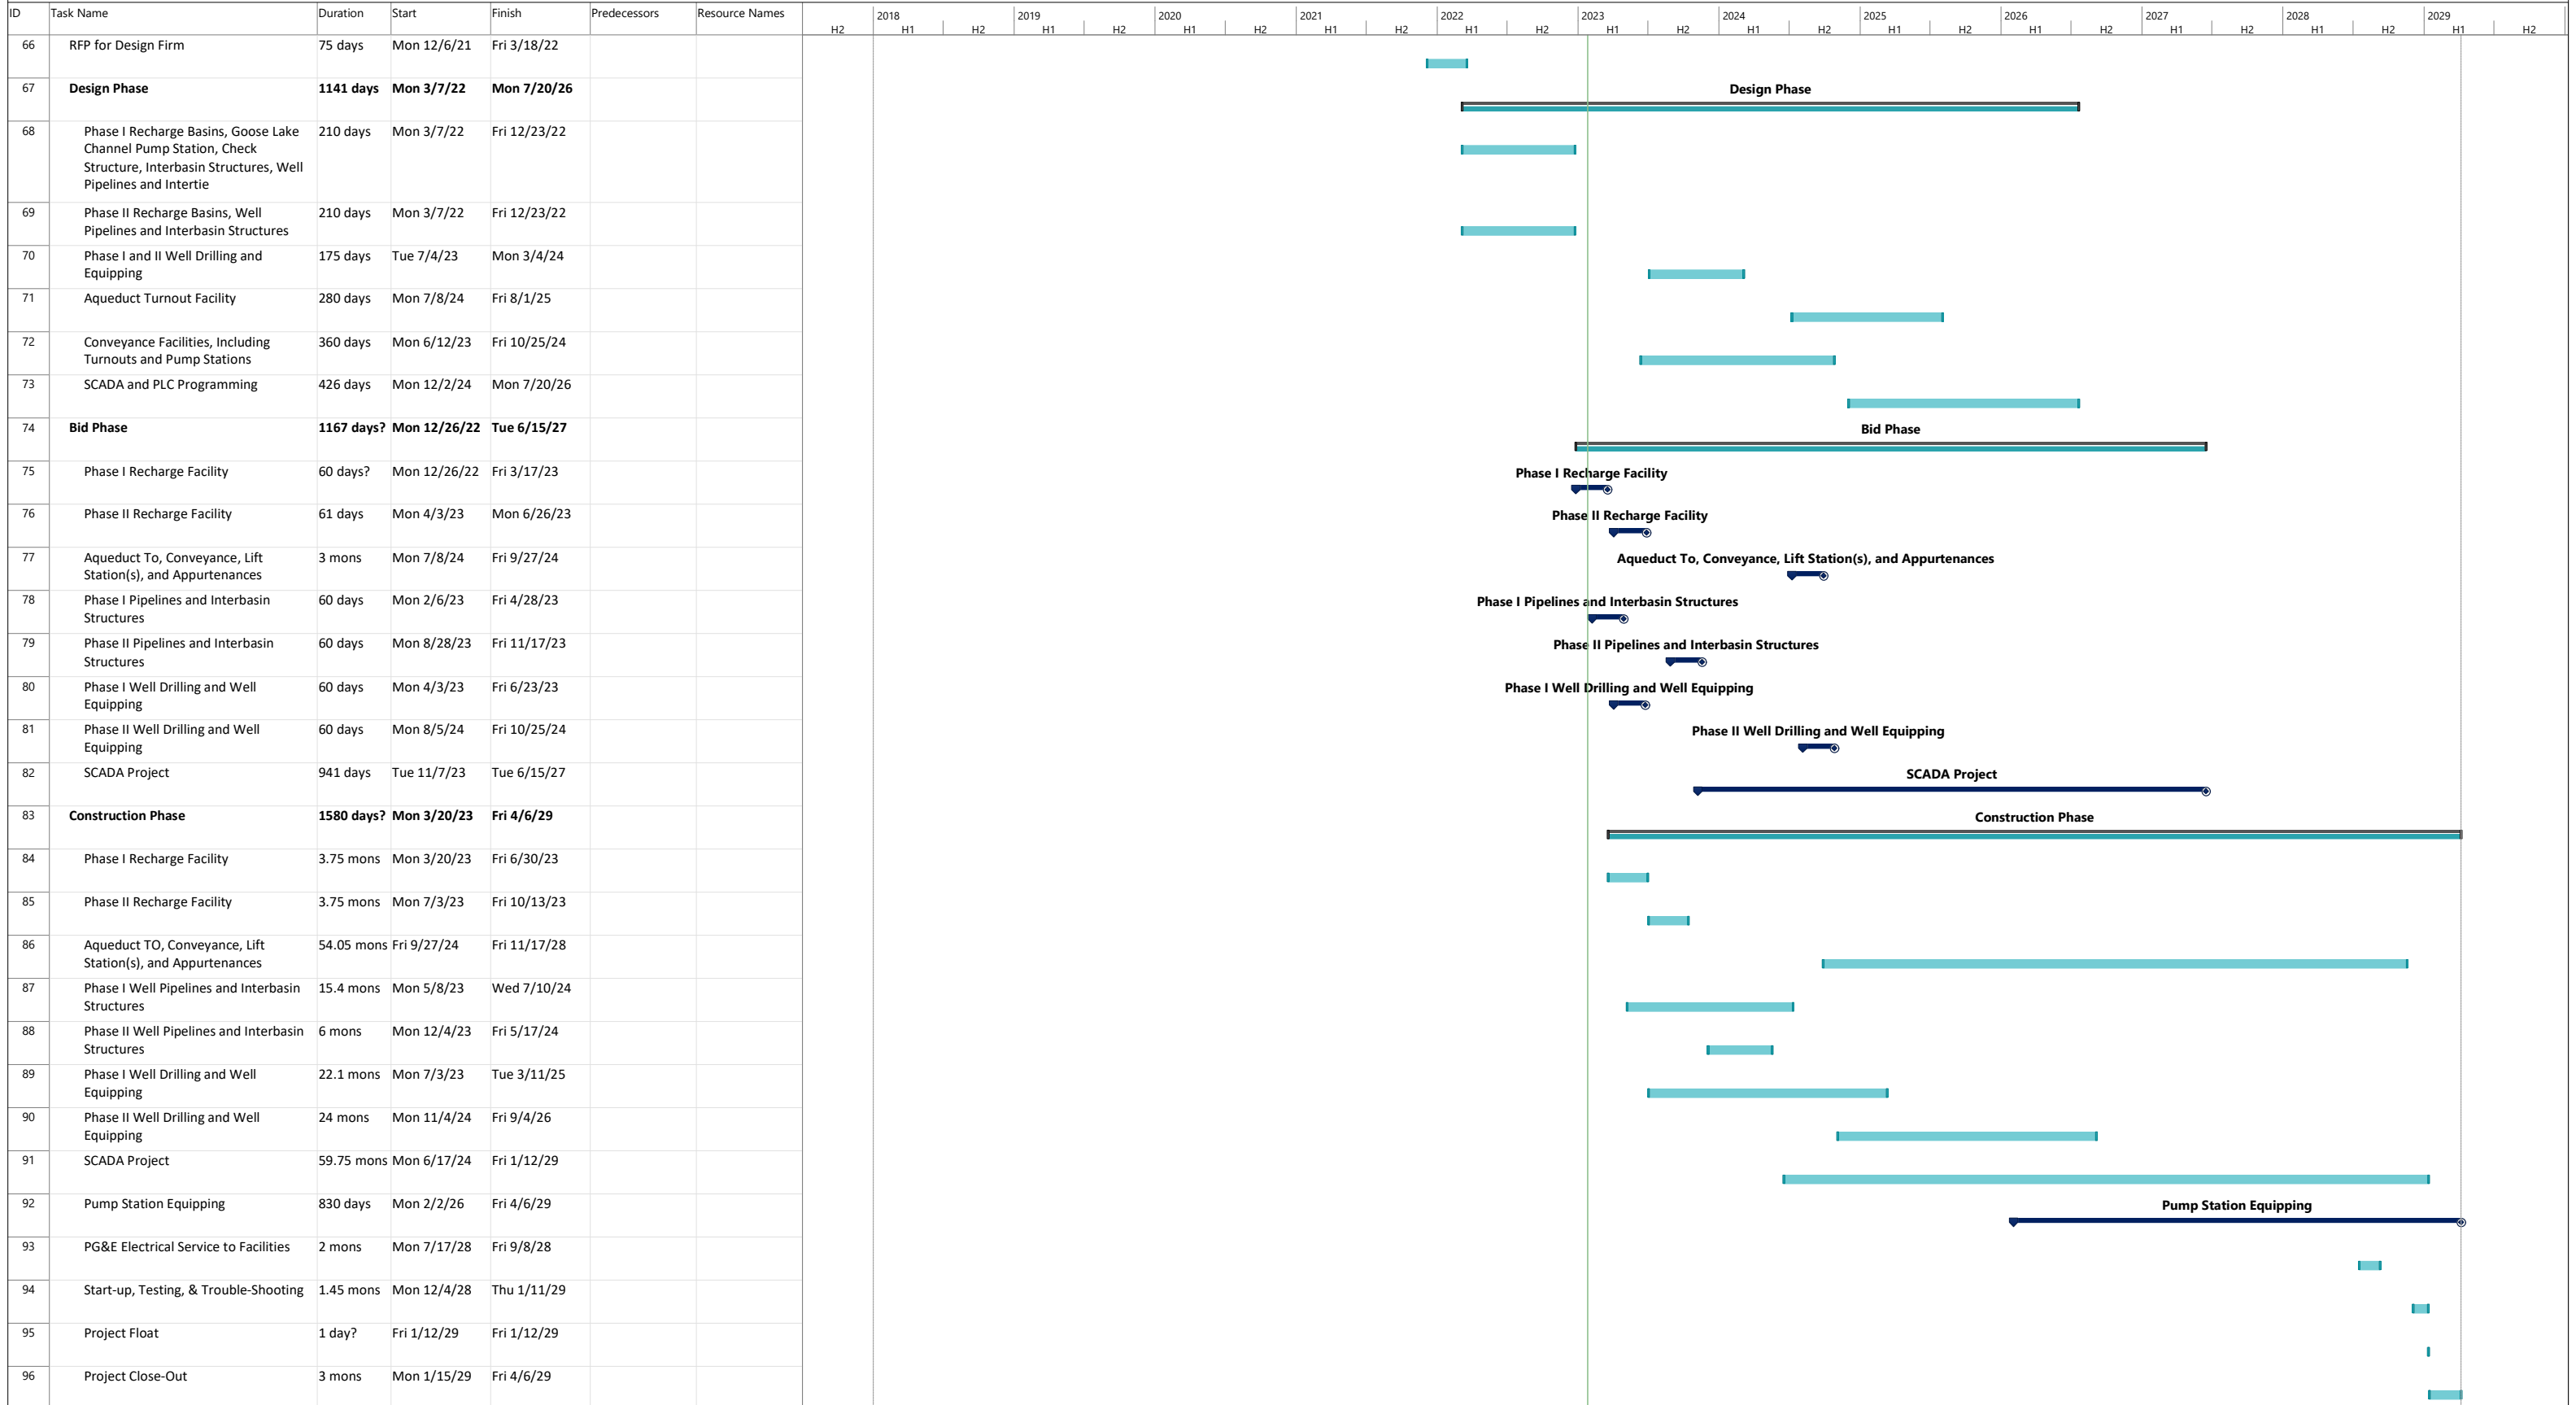 ID Task Name Duration Start Finish Predecessors Resource Names
2018 2019 2020 2021 2022 2023 2024 2025 2026 2027 2028 2029
H2 H1 H2 H1 H2 H1 H2 H1 H2 H1 H2 H1 H2 H1 H2 H1 H2 H1 H2 H1 H2 H1 H2 H1 H2
66 RFP for Design Firm 75 days Mon 12/6/21 Fri 3/18/22
67 Design Phase 1141 days Mon 3/7/22 Mon 7/20/26 Design Phase
68 Phase I Recharge Basins, Goose Lake 210 days Mon 3/7/22 Fri 12/23/22
Channel Pump Station, Check
Structure, Interbasin Structures, Well
Pipelines and Intertie
69 Phase II Recharge Basins, Well 210 days Mon 3/7/22 Fri 12/23/22
Pipelines and Interbasin Structures
70 Phase I and II Well Drilling and 175 days Tue 7/4/23 Mon 3/4/24
Equipping
71 Aqueduct Turnout Facility 280 days Mon 7/8/24 Fri 8/1/25
72 Conveyance Facilities, Including 360 days Mon 6/12/23 Fri 10/25/24
Turnouts and Pump Stations
73 SCADA and PLC Programming 426 days Mon 12/2/24 Mon 7/20/26
74 Bid Phase 1167 days? Mon 12/26/22 Tue 6/15/27 Bid Phase
75 Phase I Recharge Facility 60 days? Mon 12/26/22 Fri 3/17/23 Phase I Recharge Facility
76 Phase II Recharge Facility 61 days Mon 4/3/23 Mon 6/26/23 Phase II Recharge Facility
77 Aqueduct To, Conveyance, Lift 3 mons Mon 7/8/24 Fri 9/27/24 Aqueduct To, Conveyance, Lift Station(s), and Appurtenances
Station(s), and Appurtenances
78 Phase I Pipelines and Interbasin 60 days Mon 2/6/23 Fri 4/28/23 Phase I Pipelines and Interbasin Structures
Structures
79 Phase II Pipelines and Interbasin 60 days Mon 8/28/23 Fri 11/17/23 Phase II Pipelines and Interbasin Structures
Structures
80 Phase I Well Drilling and Well 60 days Mon 4/3/23 Fri 6/23/23 Phase I Well Drilling and Well Equipping
Equipping
81 Phase II Well Drilling and Well 60 days Mon 8/5/24 Fri 10/25/24 Phase II Well Drilling and Well Equipping
Equipping
82 SCADA Project 941 days Tue 11/7/23 Tue 6/15/27 SCADA Project
83 Construction Phase 1580 days? Mon 3/20/23 Fri 4/6/29 Construction Phase
84 Phase I Recharge Facility 3.75 mons Mon 3/20/23 Fri 6/30/23
85 Phase II Recharge Facility 3.75 mons Mon 7/3/23 Fri 10/13/23
86 Aqueduct TO, Conveyance, Lift 54.05 mons Fri 9/27/24 Fri 11/17/28
Station(s), and Appurtenances
87 Phase I Well Pipelines and Interbasin 15.4 mons Mon 5/8/23 Wed 7/10/24
Structures
88 Phase II Well Pipelines and Interbasin 6 mons Mon 12/4/23 Fri 5/17/24
Structures
89 Phase I Well Drilling and Well 22.1 mons Mon 7/3/23 Tue 3/11/25
Equipping
90 Phase II Well Drilling and Well 24 mons Mon 11/4/24 Fri 9/4/26
Equipping
91 SCADA Project 59.75 mons Mon 6/17/24 Fri 1/12/29
92 Pump Station Equipping 830 days Mon 2/2/26 Fri 4/6/29 Pump Station Equipping
93 PG&E Electrical Service to Facilities 2 mons Mon 7/17/28 Fri 9/8/28
94 Start-up, Testing, & Trouble-Shooting 1.45 mons Mon 12/4/28 Thu 1/11/29
95 Project Float 1 day? Fri 1/12/29 Fri 1/12/29
96 Project Close-Out 3 mons Mon 1/15/29 Fri 4/6/29